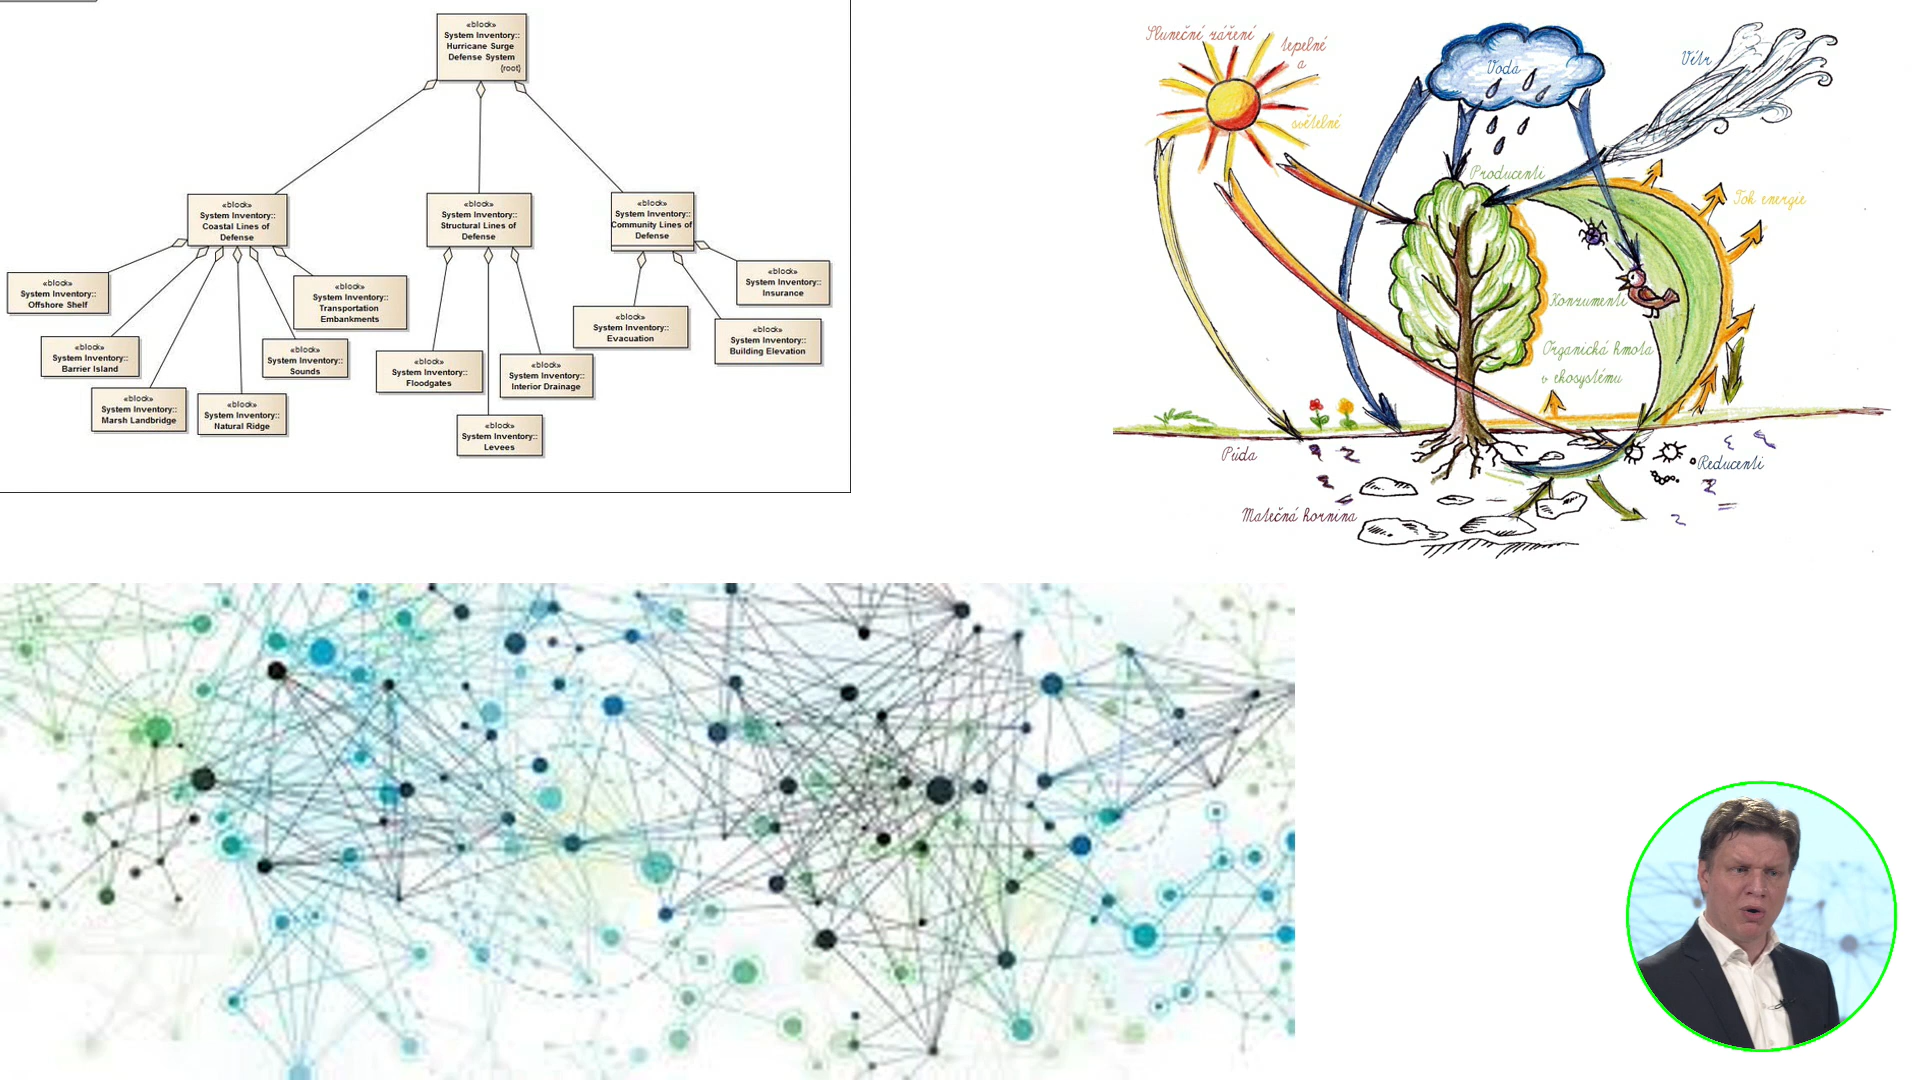 «block»
System Inventory::
Hurricane Surge
Defense System
{root}
«block»
System Inventory::
Coastal Lines of
Defense
«block»
System Inventory::
Structural Lines of
Defense
«block»
System Inventory::
Community Lines of
Defense
«block»
System Inventory::
Offshore Shelf
«block»
System Inventory::
Barrier Island
«block»
System Inventory::
Marsh Landbridge
«block»
System Inventory::
Natural Ridge
«block»
System Inventory::
Sounds
«block»
System Inventory::
Transportation
Embankments
«block»
System Inventory::
Floodgates
«block»
System Inventory::
Levees
«block»
System Inventory::
Interior Drainage
«block»
System Inventory::
Evacuation
«block»
System Inventory::
Building Elevation
«block»
System Inventory::
Insurance
Sluneční záření
tepelné
a
světelné
Voda
Vítr
Producenti
Tok energie
Konzumenti
Organická hmota
v ekosystému
Půda
Reducenti
Matečná hornina